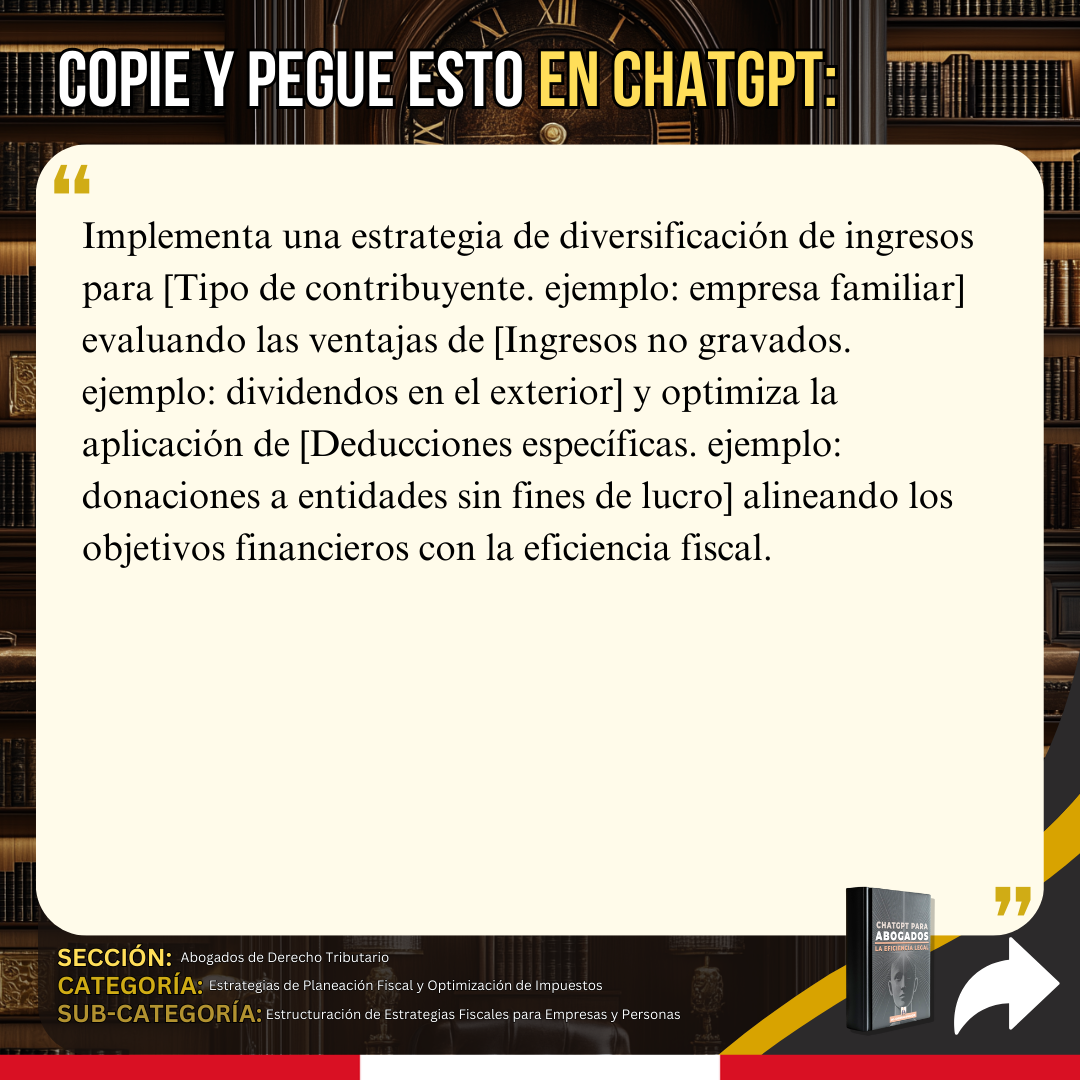 COPIE Y PEGUE ESTO EN CHATGPT:
“
Implementa una estrategia de diversificación de ingresos
para [Tipo de contribuyente. ejemplo: empresa familiar]
evaluando las ventajas de [Ingresos no gravados.
ejemplo: dividendos en el exterior] y optimiza la
aplicación de [Deducciones específicas. ejemplo:
donaciones a entidades sin fines de lucro] alineando los
objetivos financieros con la eficiencia fiscal.
”
CHATGPT PARA
ABOGADOS
LA EFICIENCIA LEGAL
SECCIÓN: Abogados de Derecho Tributario
CATEGORÍA: Estrategias de Planeación Fiscal y Optimización de Impuestos
SUB-CATEGORÍA: Estructuración de Estrategias Fiscales para Empresas y Personas